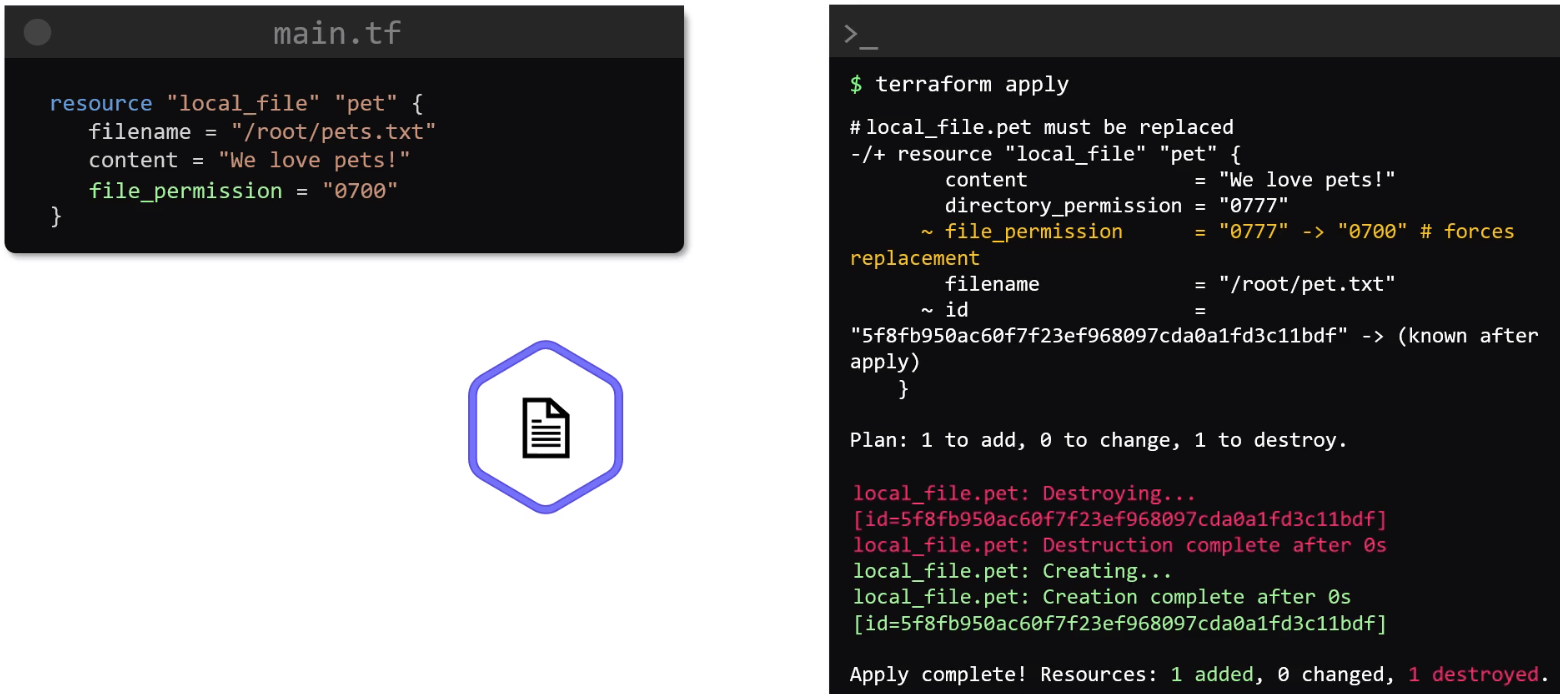 main.tf
resource "local_file" "pet" {
filename = "/root/pets.txt"
content = "We love pets!"
file_permission = "0700"
}
>_
$ terraform apply
# local_file.pet must be replaced
-/+ resource "local_file" "pet" {
content = "We love pets!"
directory_permission = "0777"
~ file_permission = "0777" -> "0700" # forces
replacement
filename = "/root/pet.txt"
~ id =
"5f8fb950ac60f7f23ef968097cda0a1fd3c11bdf" -> (known after
apply)
}
Plan: 1 to add, 0 to change, 1 to destroy.
local_file.pet: Destroying...
[id=5f8fb950ac60f7f23ef968097cda0a1fd3c11bdf]
local_file.pet: Destruction complete after 0s
local_file.pet: Creating...
local_file.pet: Creation complete after 0s
[id=5f8fb950ac60f7f23ef968097cda0a1fd3c11bdf]
Apply complete! Resources: 1 added, 0 changed, 1 destroyed.